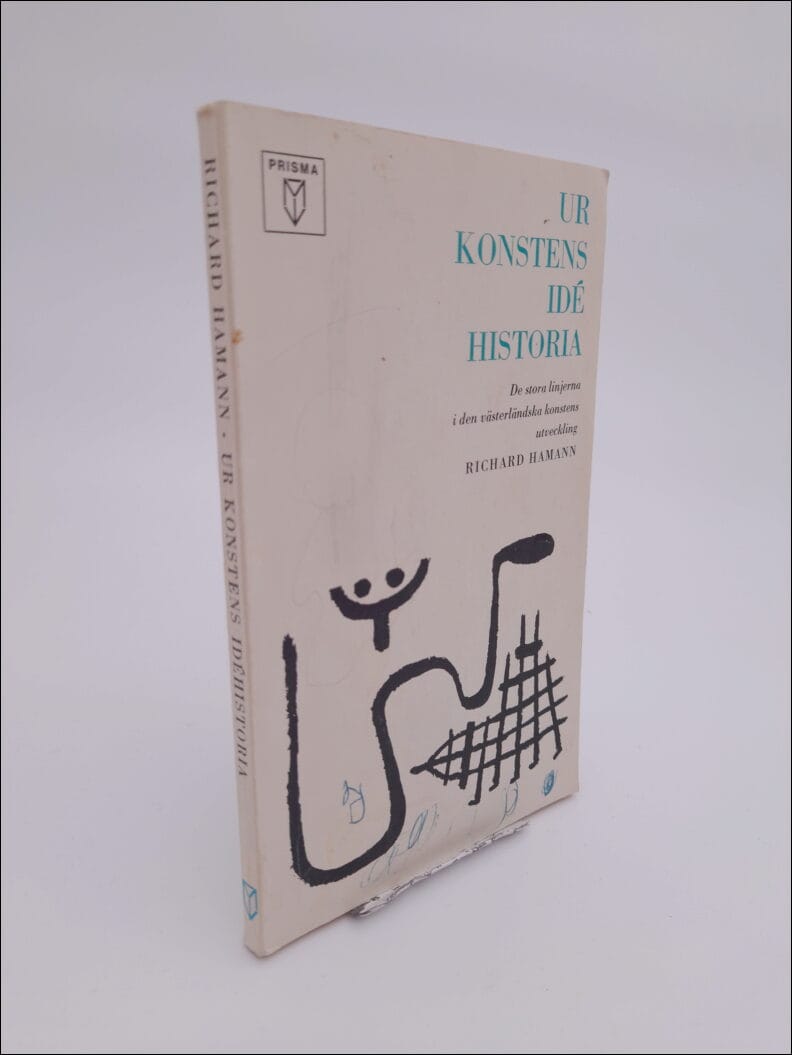 PRISMA
UR
KONSTENS
IDÉ
HISTORIA
De stora linjerna
i den västerländska konstens
utveckling
RICHARD HAMANN
RICHARD HAMANN · UR KONSTENS IDÉHISTORIA